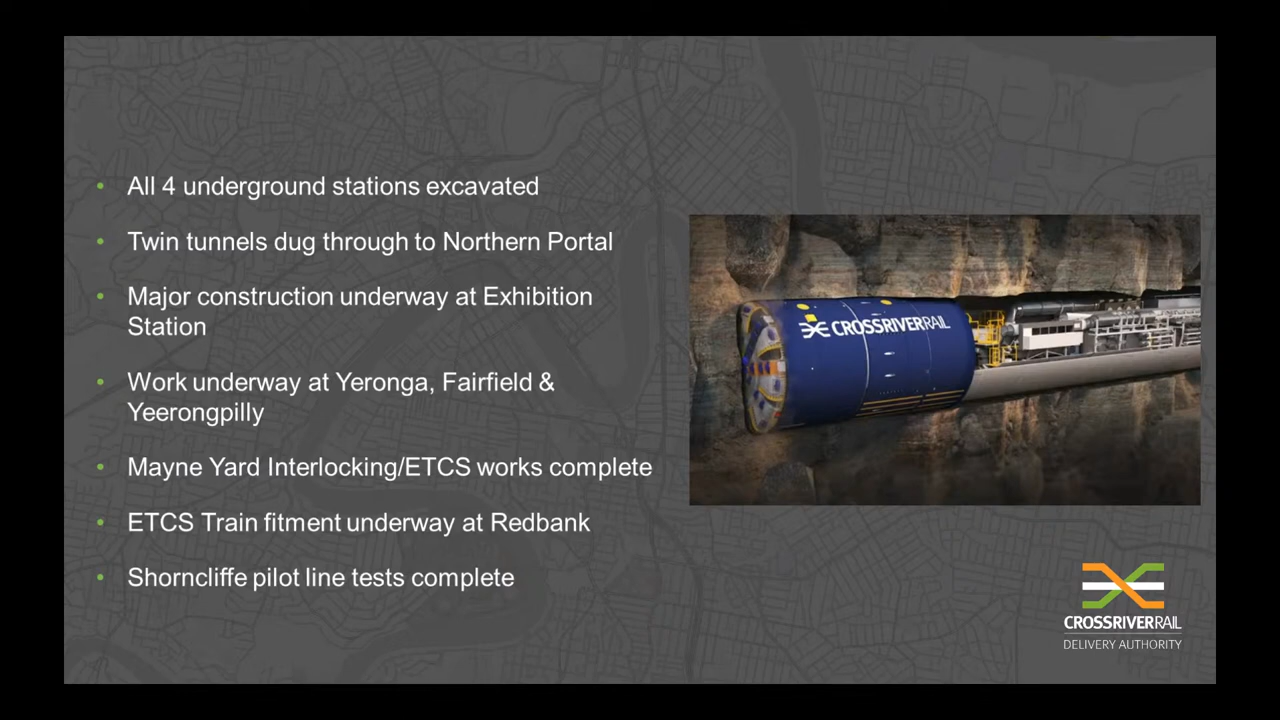 • All 4 underground stations excavated
• Twin tunnels dug through to Northern Portal
• Major construction underway at Exhibition
Station
• Work underway at Yeronga, Fairfield &
Yeerongpilly
• Mayne Yard Interlocking/ETCS works complete
• ETCS Train fitment underway at Redbank
• Shorncliffe pilot line tests complete
CROSSRIVERRAIL
CROSSRIVERRAIL
DELIVERY AUTHORITY